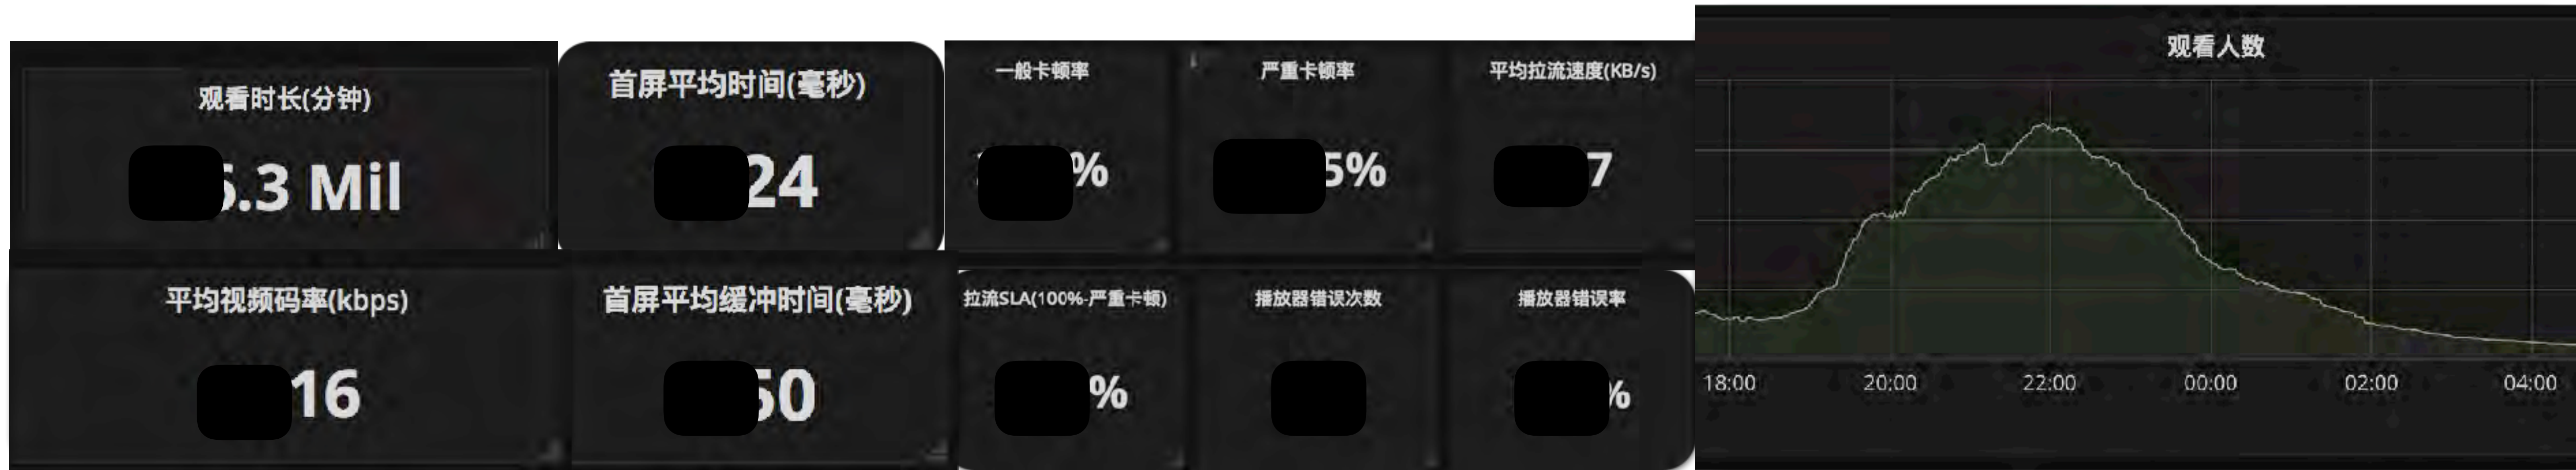 观看时长(分钟)
6.3 Mil
首屏平均时间(毫秒)
24
一般卡顿率
%
严重卡顿率
5%
平均拉流速度(KB/s)
7
观看人数
平均视频码率(kbps)
16
首屏平均缓冲时间(毫秒)
50
拉流SLA(100%-严重卡顿)
%
播放器错误次数
播放器错误率
%
18:00 20:00 22:00 00:00 02:00 04:00